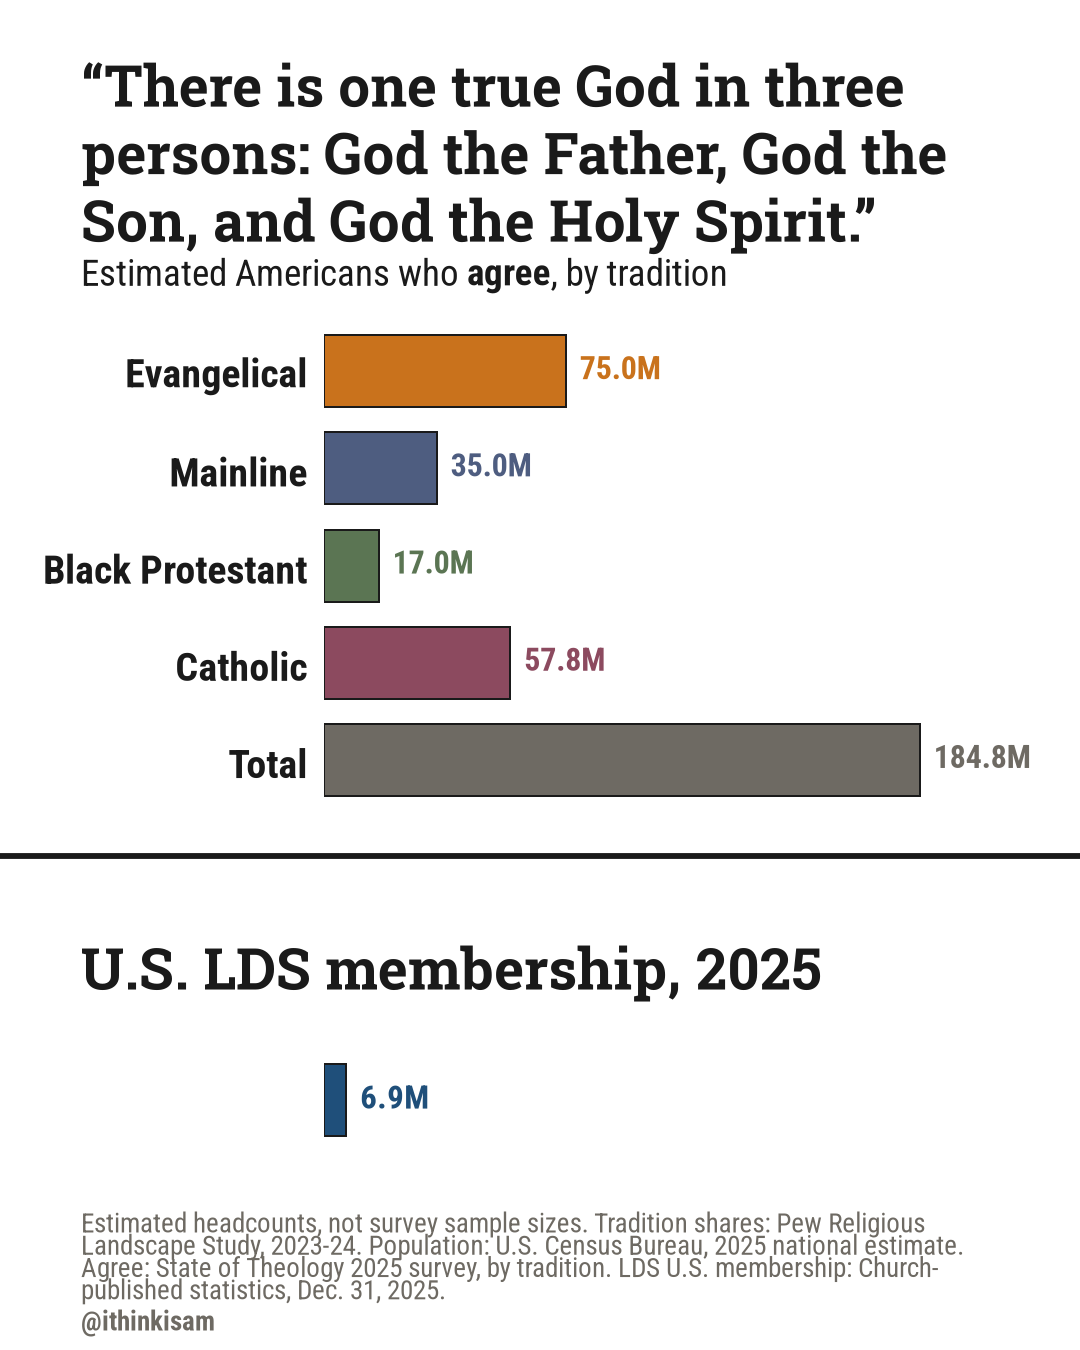 “There is one true God in three
persons: God the Father, God the
Son, and God the Holy Spirit.”
Estimated Americans who agree, by tradition
Evangelical 75.0M
Mainline 35.0M
Black Protestant 17.0M
Catholic 57.8M
Total 184.8M
U.S. LDS membership, 2025
6.9M
Estimated headcounts, not survey sample sizes. Tradition shares: Pew Religious
Landscape Study, 2023-24. Population: U.S. Census Bureau, 2025 national estimate.
Agree: State of Theology 2025 survey, by tradition. LDS U.S. membership: Church-
published statistics, Dec. 31, 2025.
@ithinkisam